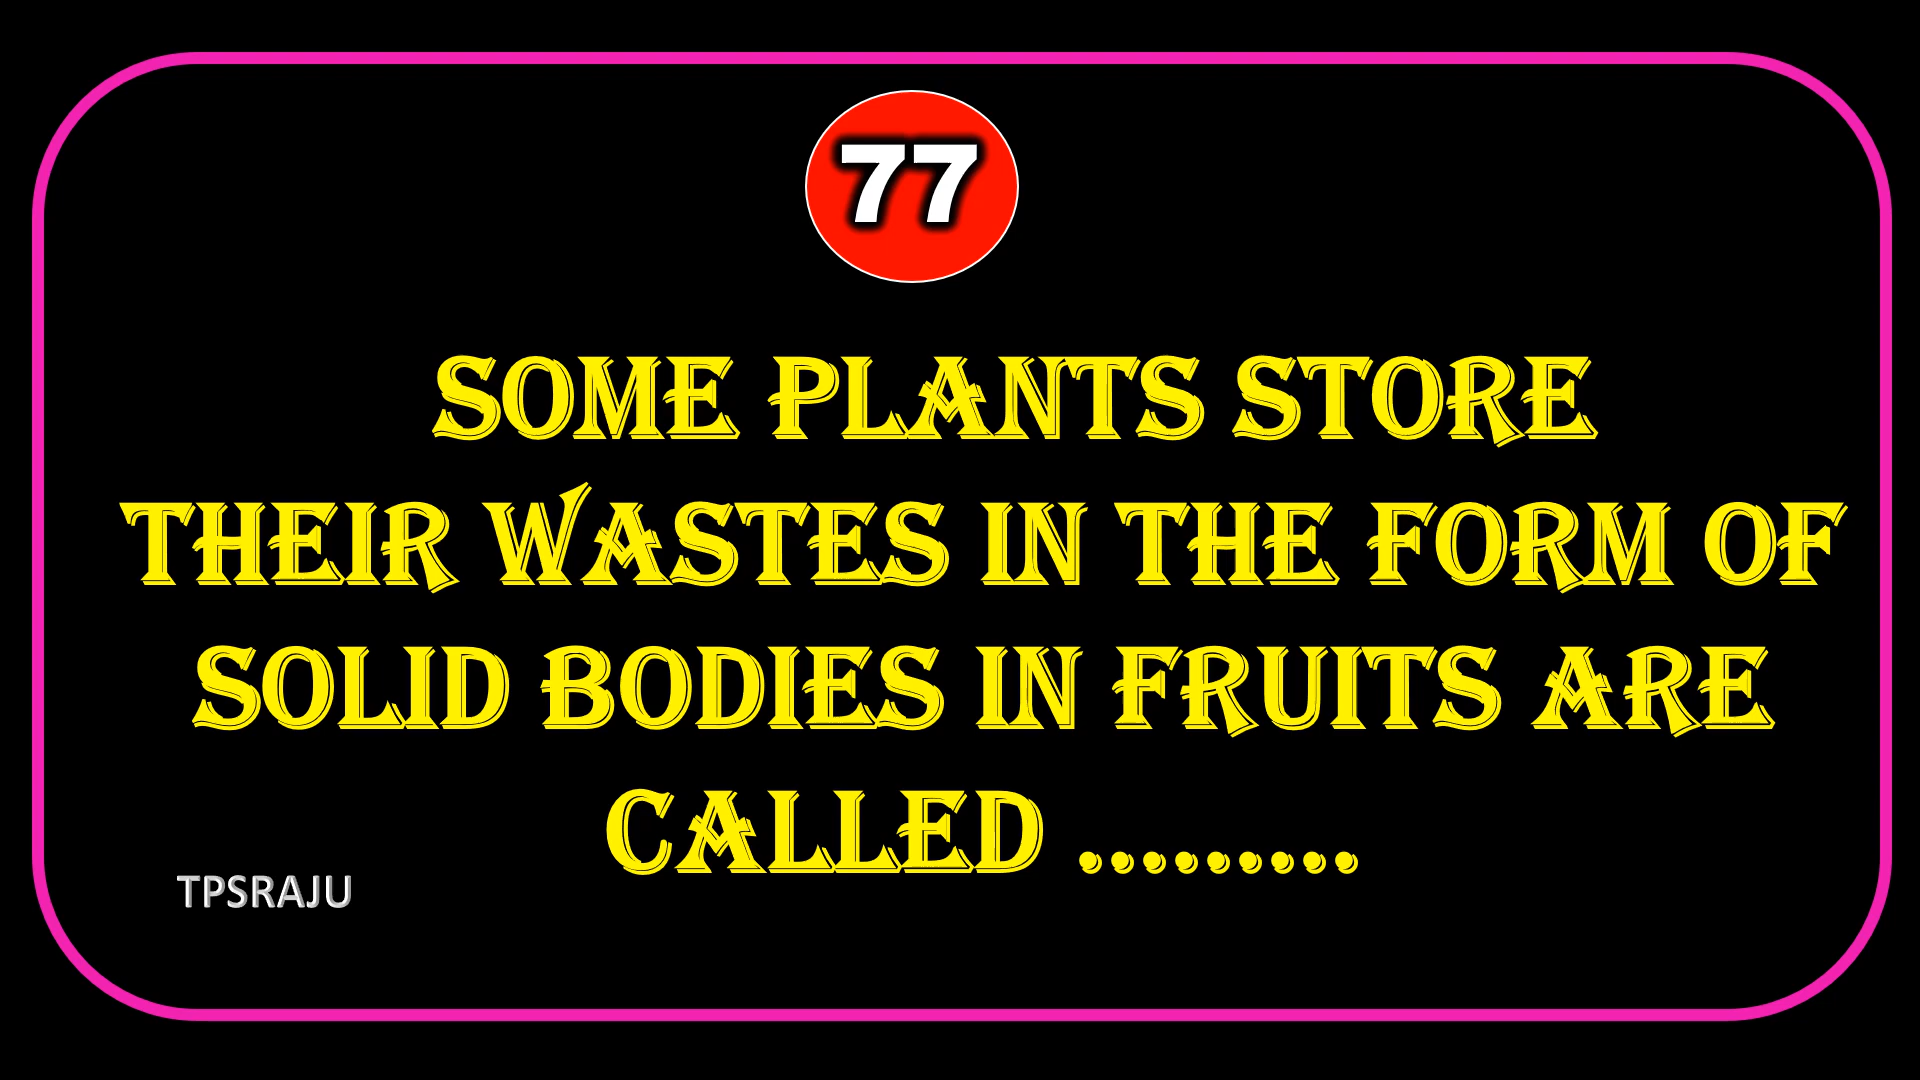 77
SOME PLANTS STORE
THEIR WASTES IN THE FORM OF
SOLID BODIES IN FRUITS ARE
CALLED .........
TPSRAJU